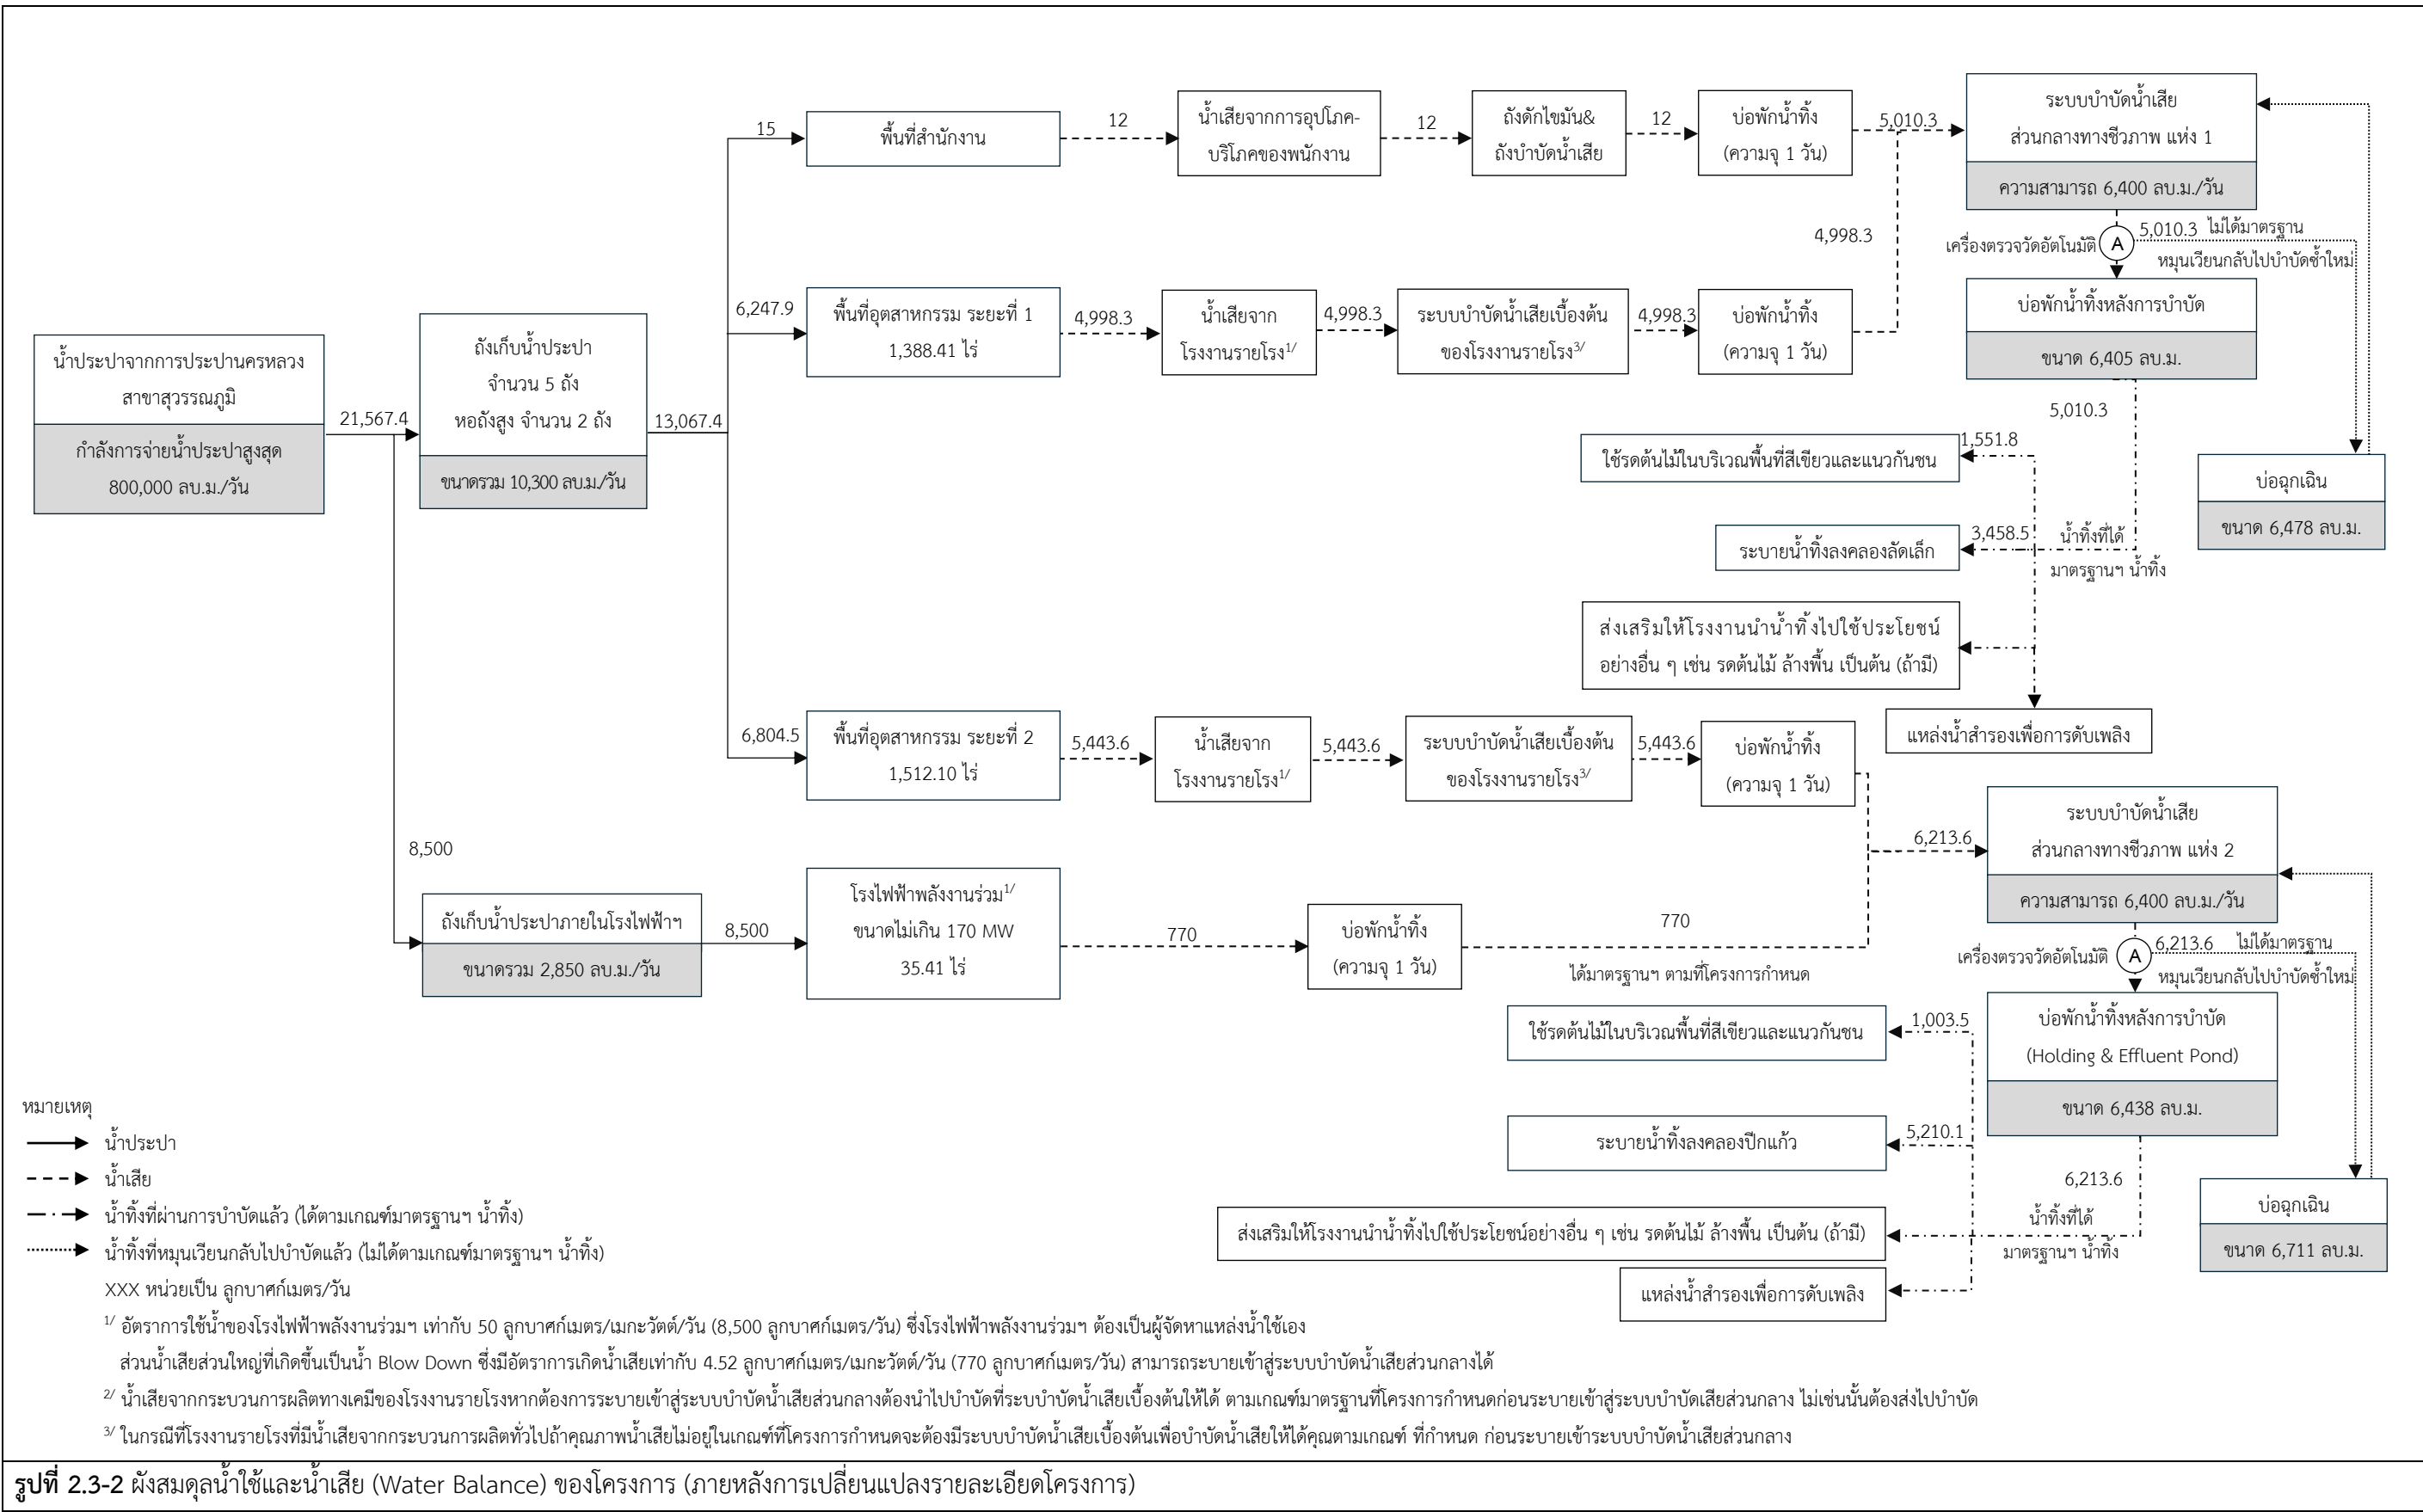 น้ำประปาจากการประปานครหลวง
สาขาสุวรรณภูมิ
กำลังการจ่ายน้ำประปาสูงสุด
800,000 ลบ.ม./วัน
21,567.4
ถังเก็บน้ำประปา
จำนวน 5 ถัง
หอถังสูง จำนวน 2 ถัง
ขนาดรวม 10,300 ลบ.ม./วัน
13,067.4
15
พื้นที่สำนักงาน
12
น้ำเสียจากการอุปโภค-
บริโภคของพนักงาน
12
ถังดักไขมัน&
ถังบำบัดน้ำเสีย
12
บ่อพักน้ำทิ้ง
(ความจุ 1 วัน)
5,010.3
ระบบบำบัดน้ำเสีย
ส่วนกลางทางชีวภาพ แห่ง 1
ความสามารถ 6,400 ลบ.ม./วัน
6,247.9
พื้นที่อุตสาหกรรม ระยะที่ 1
1,388.41 ไร่
4,998.3
น้ำเสียจาก
โรงงานรายโรง1/
4,998.3
ระบบบำบัดน้ำเสียเบื้องต้น
ของโรงงานรายโรง3/
4,998.3
บ่อพักน้ำทิ้ง
(ความจุ 1 วัน)
4,998.3
เครื่องตรวจวัดอัตโนมัติ
A
5,010.3
ไม่ได้มาตรฐาน
หมุนเวียนกลับไปบำบัดซ้ำใหม่
บ่อพักน้ำทิ้งหลังการบำบัด
ขนาด 6,405 ลบ.ม.
5,010.3
1,551.8
ใช้รดต้นไม้ในบริเวณพื้นที่สีเขียวและแนวกันชน
3,458.5
ระบายน้ำทิ้งลงคลองลัดเล็ก
น้ำทิ้งที่ได้
มาตรฐานฯ น้ำทิ้ง
บ่อฉุกเฉิน
ขนาด 6,478 ลบ.ม.
ส่งเสริมให้โรงงานนำน้ำทิ้งไปใช้ประโยชน์
อย่างอื่น ๆ เช่น รดต้นไม้ ล้างพื้น เป็นต้น (ถ้ามี)
แหล่งน้ำสำรองเพื่อการดับเพลิง
6,804.5
พื้นที่อุตสาหกรรม ระยะที่ 2
1,512.10 ไร่
5,443.6
น้ำเสียจาก
โรงงานรายโรง1/
5,443.6
ระบบบำบัดน้ำเสียเบื้องต้น
ของโรงงานรายโรง3/
5,443.6
บ่อพักน้ำทิ้ง
(ความจุ 1 วัน)
6,213.6
ระบบบำบัดน้ำเสีย
ส่วนกลางทางชีวภาพ แห่ง 2
ความสามารถ 6,400 ลบ.ม./วัน
8,500
ถังเก็บน้ำประปาภายในโรงไฟฟ้าฯ
ขนาดรวม 2,850 ลบ.ม./วัน
8,500
โรงไฟฟ้าพลังงานร่วม1/
ขนาดไม่เกิน 170 MW
35.41 ไร่
770
บ่อพักน้ำทิ้ง
(ความจุ 1 วัน)
770
ได้มาตรฐานฯ ตามที่โครงการกำหนด
เครื่องตรวจวัดอัตโนมัติ
A
6,213.6
ไม่ได้มาตรฐาน
หมุนเวียนกลับไปบำบัดซ้ำใหม่
บ่อพักน้ำทิ้งหลังการบำบัด
(Holding & Effluent Pond)
ขนาด 6,438 ลบ.ม.
1,003.5
ใช้รดต้นไม้ในบริเวณพื้นที่สีเขียวและแนวกันชน
5,210.1
ระบายน้ำทิ้งลงคลองปีกแก้ว
6,213.6
น้ำทิ้งที่ได้
มาตรฐานฯ น้ำทิ้ง
บ่อฉุกเฉิน
ขนาด 6,711 ลบ.ม.
ส่งเสริมให้โรงงานนำน้ำทิ้งไปใช้ประโยชน์อย่างอื่น ๆ เช่น รดต้นไม้ ล้างพื้น เป็นต้น (ถ้ามี)
แหล่งน้ำสำรองเพื่อการดับเพลิง
หมายเหตุ
น้ำประปา
น้ำเสีย
น้ำทิ้งที่ผ่านการบำบัดแล้ว (ได้ตามเกณฑ์มาตรฐานฯ น้ำทิ้ง)
น้ำทิ้งที่หมุนเวียนกลับไปบำบัดแล้ว (ไม่ได้ตามเกณฑ์มาตรฐานฯ น้ำทิ้ง)
XXX หน่วยเป็น ลูกบาศก์เมตร/วัน
1/ อัตราการใช้น้ำของโรงไฟฟ้าพลังงานร่วมฯ เท่ากับ 50 ลูกบาศก์เมตร/เมกะวัตต์/วัน (8,500 ลูกบาศก์เมตร/วัน) ซึ่งโรงไฟฟ้าพลังงานร่วมฯ ต้องเป็นผู้จัดหาแหล่งน้ำใช้เอง
ส่วนน้ำเสียส่วนใหญ่ที่เกิดขึ้นเป็นน้ำ Blow Down ซึ่งมีอัตราการเกิดน้ำเสียเท่ากับ 4.52 ลูกบาศก์เมตร/เมกะวัตต์/วัน (770 ลูกบาศก์เมตร/วัน) สามารถระบายเข้าสู่ระบบบำบัดน้ำเสียส่วนกลางได้
2/ น้ำเสียจากกระบวนการผลิตทางเคมีของโรงงานรายโรงหากต้องการระบายเข้าสู่ระบบบำบัดน้ำเสียส่วนกลางต้องนำไปบำบัดที่ระบบำบัดน้ำเสียเบื้องต้นให้ได้ ตามเกณฑ์มาตรฐานที่โครงการกำหนดก่อนระบายเข้าสู่ระบบบำบัดเสียส่วนกลาง ไม่เช่นนั้นต้องส่งไปบำบัด
3/ ในกรณีที่โรงงานรายโรงที่มีน้ำเสียจากกระบวนการผลิตทั่วไปถ้าคุณภาพน้ำเสียไม่อยู่ในเกณฑ์ที่โครงการกำหนดจะต้องมีระบบบำบัดน้ำเสียเบื้องต้นเพื่อบำบัดน้ำเสียให้ได้คุณตามเกณฑ์ ที่กำหนด ก่อนระบายเข้าระบบบำบัดน้ำเสียส่วนกลาง
รูปที่ 2.3-2 ผังสมดุลน้ำใช้และน้ำเสีย (Water Balance) ของโครงการ (ภายหลังการเปลี่ยนแปลงรายละเอียดโครงการ)